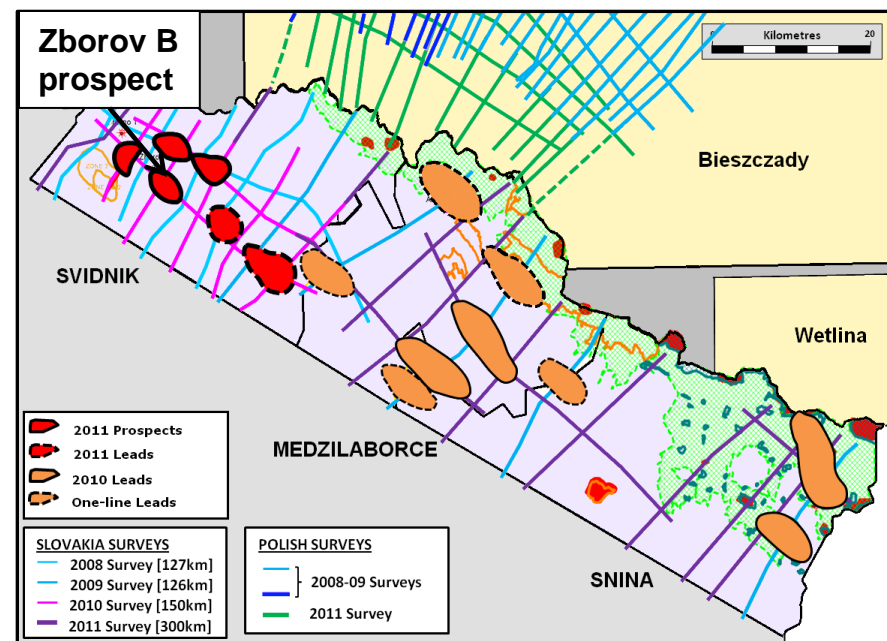 Zborov B
prospect
Kilometres
20
Bieszczady
SVIDNIK
Wetlina
MEDZILABORCE
SNINA
2011 Prospects
2011 Leads
2010 Leads
One-line Leads
SLOVAKIA SURVEYS
2008 Survey [127km]
2009 Survey [126km]
2010 Survey [150km]
2011 Survey [300km]
POLISH SURVEYS
2008-09 Surveys
2011 Survey